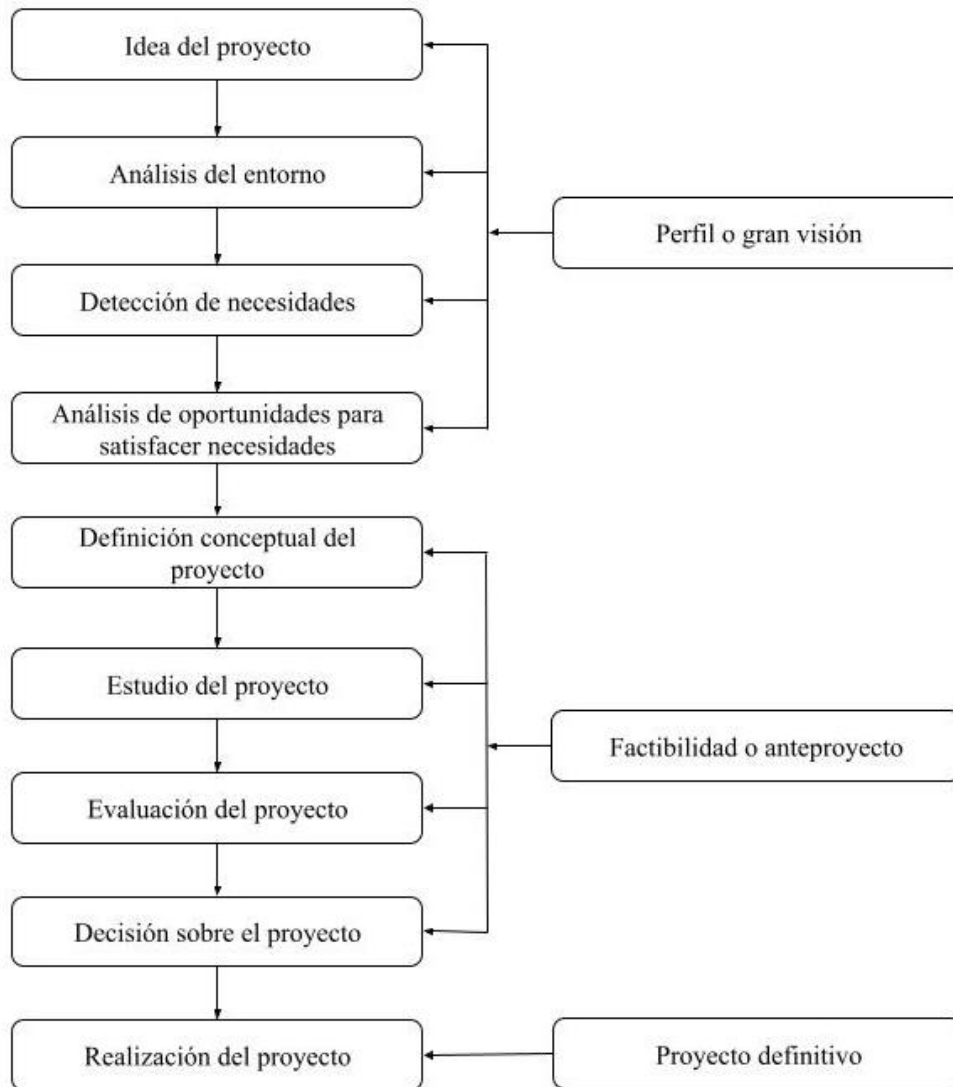 Idea del proyecto
Análisis del entorno
Perfil o gran visión
Detección de necesidades
Análisis de oportunidades para
satisfacer necesidades
Definición conceptual del
proyecto
Estudio del proyecto
Factibilidad o anteproyecto
Evaluación del proyecto
Decisión sobre el proyecto
Realización del proyecto
Proyecto definitivo